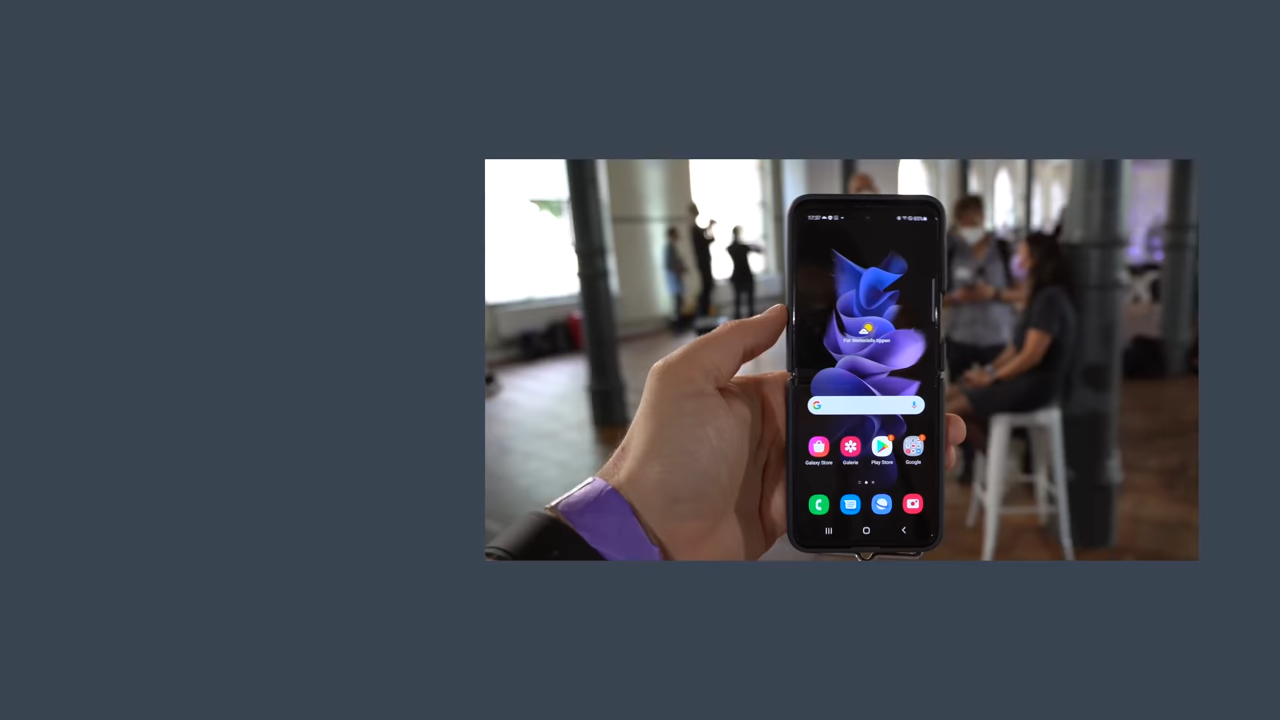 Für Wetterinfo tippen
Galaxy Store
Galerie
Play Store
Google